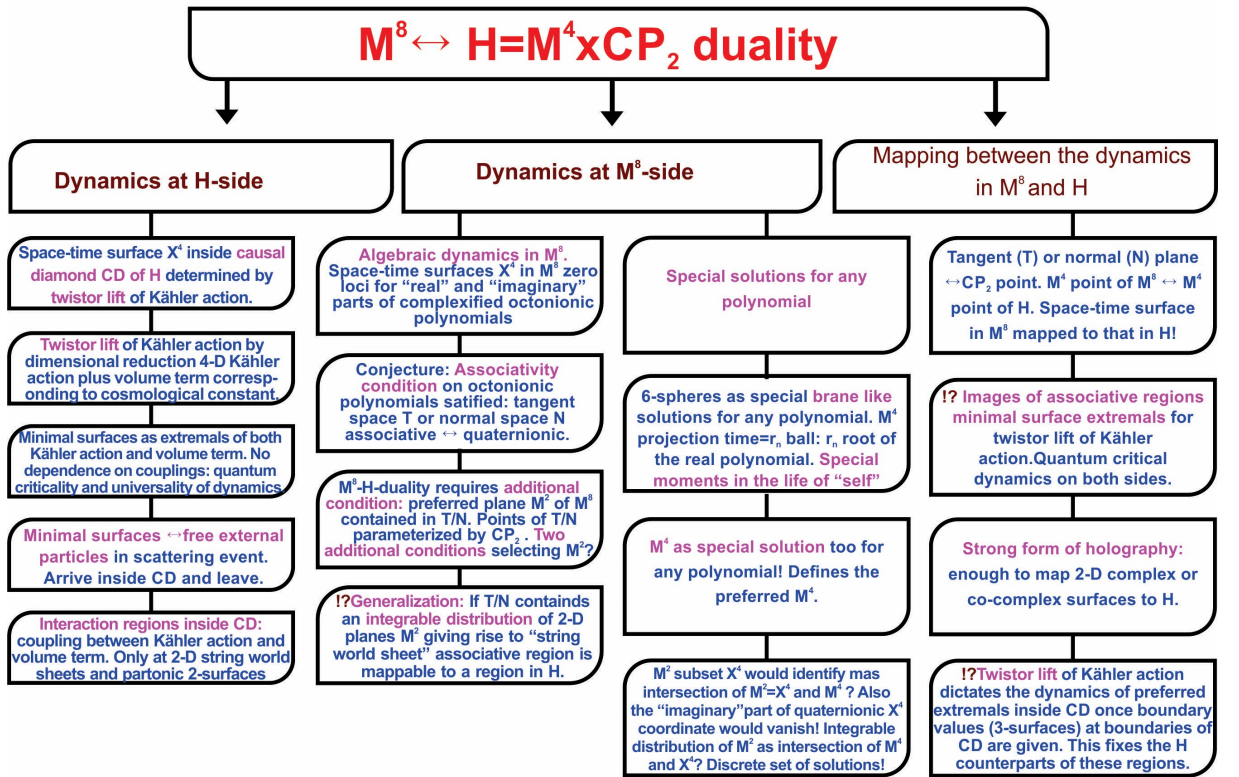 M⁸↔ H=M⁴xCP₂ duality
Dynamics at H-side
Space-time surface X⁴ inside causal
diamond CD of H determined by
twistor lift of Kähler action.
Twistor lift of Kähler action by
dimensional reduction 4-D Kähler
action plus volume term corresp-
onding to cosmological constant.
Minimal surfaces as extremals of both
Kähler action and volume term. No
dependence on couplings: quantum
criticality and universality of dynamics
Minimal surfaces ↔free external
particles in scattering event.
Arrive inside CD and leave.
Interaction regions inside CD:
coupling between Kähler action and
volume term. Only at 2-D string world
sheets and partonic 2-surfaces
Dynamics at M⁸-side
Algebraic dynamics in M⁸.
Space-time surfaces X⁴ in M⁸ zero
loci for “real” and “imaginary”
parts of complexified octonionic
polynomials
Conjecture: Associativity
condition on octonionic
polynomials satified: tangent
space T or normal space N
associative ↔ quaternionic.
M⁸-H-duality requires additional
condition: preferred plane M² of M⁸
contained in T/N. Points of T/N
parameterized by CP₂ . Two
additional conditions selecting M²?
!?Generalization: If T/N containds
an integrable distribution of 2-D
planes M² giving rise to “string
world sheet” associative region is
mappable to a region in H.
Special solutions for any
polynomial
6-spheres as special brane like
solutions for any polynomial. M⁴
projection time=rₙ ball: rₙ root of
the real polynomial. Special
moments in the life of “self”
M⁴ as special solution too for
any polynomial! Defines the
preferred M⁴.
M² subset X⁴ would identify mas
intersection of M²=X⁴ and M⁴ ? Also
the “imaginary”part of quaternionic X⁴
coordinate would vanish! Integrable
distribution of M² as intersection of M⁴
and X⁴? Discrete set of solutions!
Mapping between the dynamics
in M⁸ and H
Tangent (T) or normal (N) plane
↔CP₂ point. M⁴ point of M⁸ ↔ M⁴
point of H. Space-time surface
in M⁸ mapped to that in H!
!? Images of associative regions
minimal surface extremals for
twistor lift of Kähler
action.Quantum critical
dynamics on both sides.
Strong form of holography:
enough to map 2-D complex or
co-complex surfaces to H.
!?Twistor lift of Kähler action
dictates the dynamics of preferred
extremals inside CD once boundary
values (3-surfaces) at boundaries of
CD are given. This fixes the H
counterparts of these regions.